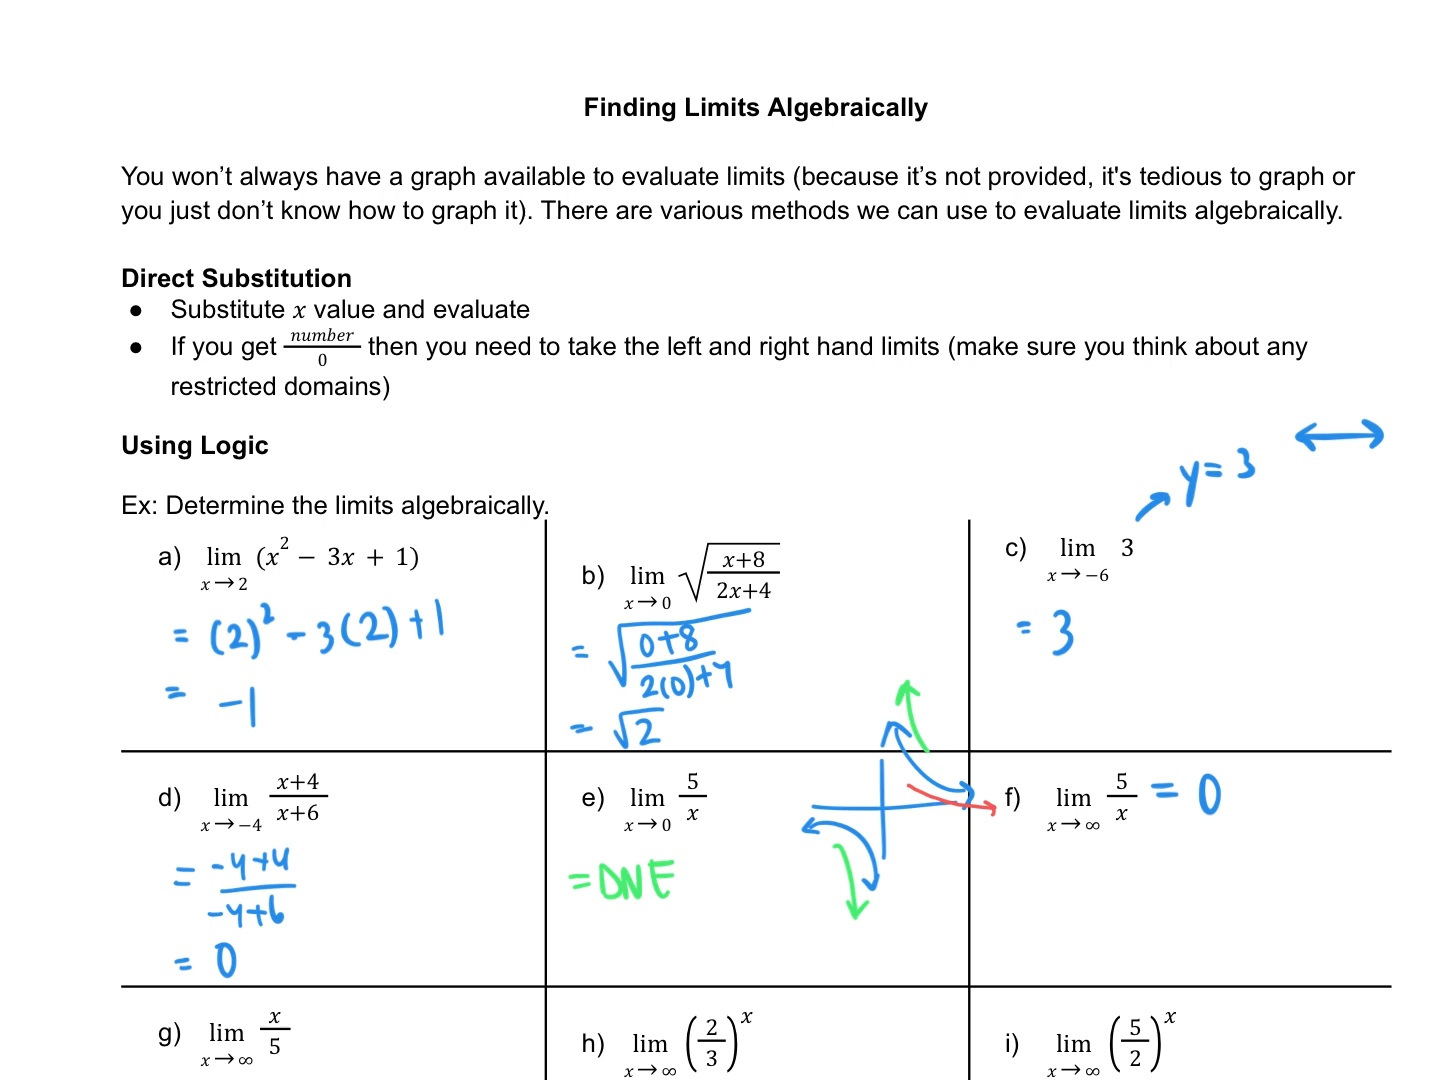 Finding Limits Algebraically
You won’t always have a graph available to evaluate limits (because it’s not provided, it's tedious to graph or
you just don’t know how to graph it). There are various methods we can use to evaluate limits algebraically.
Direct Substitution
● Substitute x value and evaluate
● If you get number/0 then you need to take the left and right hand limits (make sure you think about any
restricted domains)
Using Logic
y = 3
Ex: Determine the limits algebraically.
a) lim x→2 (x² − 3x + 1)
= (2)² - 3(2) + 1
= -1
b) lim x→0 √((x+8)/(2x+4))
= √((0+8)/(2(0)+4))
= √2
c) lim x→−6 3
= 3
d) lim x→−4 (x+4)/(x+6)
= (-4+4)/(-4+6)
= 0
e) lim x→0 5/x
= DNE
f) lim x→∞ 5/x = 0
g) lim x→∞ x/5
h) lim x→∞ (2/3)^x
i) lim x→∞ (5/2)^x